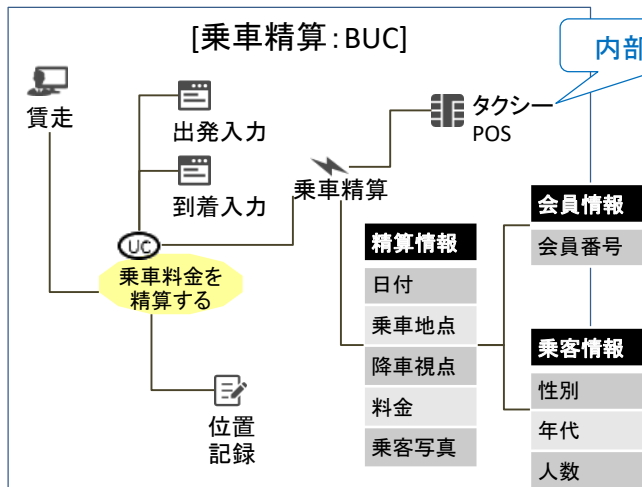 [乗車精算:BUC]
内部
賃走
出発入力
到着入力
乗車精算
タクシー
POS
UC
乗車料金を
精算する
位置
記録
精算情報
日付
乗車地点
降車視点
料金
乗客写真
会員情報
会員番号
乗客情報
性別
年代
人数